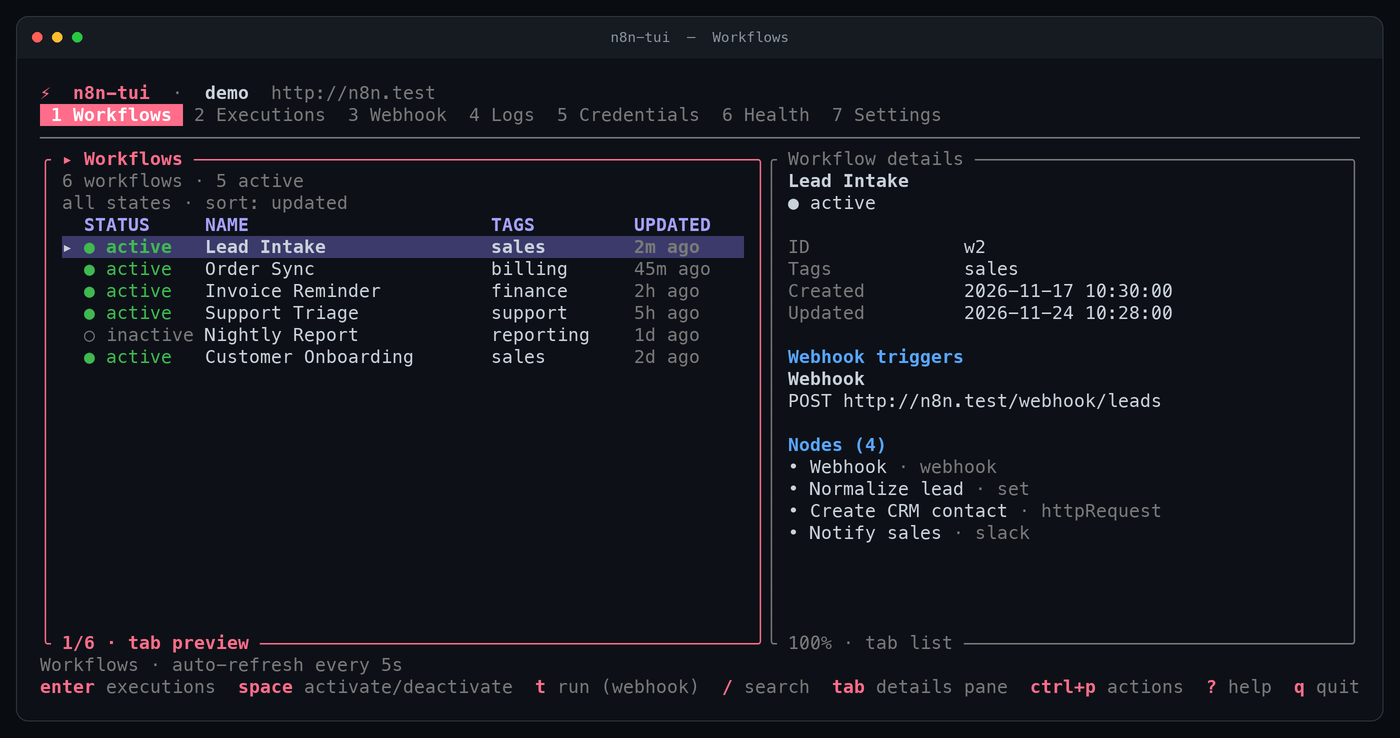 n8n-tui — Workflows
⚡ n8n-tui · demo http://n8n.test
1 Workflows 2 Executions 3 Webhook 4 Logs 5 Credentials 6 Health 7 Settings
▸ Workflows
6 workflows · 5 active
all states · sort: updated
STATUS NAME TAGS UPDATED
▸ ● active Lead Intake sales 2m ago
● active Order Sync billing 45m ago
● active Invoice Reminder finance 2h ago
● active Support Triage support 5h ago
○ inactive Nightly Report reporting 1d ago
● active Customer Onboarding sales 2d ago
1/6 · tab preview
Workflow details
Lead Intake
● active
ID w2
Tags sales
Created 2026-11-17 10:30:00
Updated 2026-11-24 10:28:00
Webhook triggers
Webhook
POST http://n8n.test/webhook/leads
Nodes (4)
• Webhook · webhook
• Normalize lead · set
• Create CRM contact · httpRequest
• Notify sales · slack
100% · tab list
Workflows · auto-refresh every 5s
enter executions space activate/deactivate t run (webhook) / search tab details pane ctrl+p actions ? help q quit